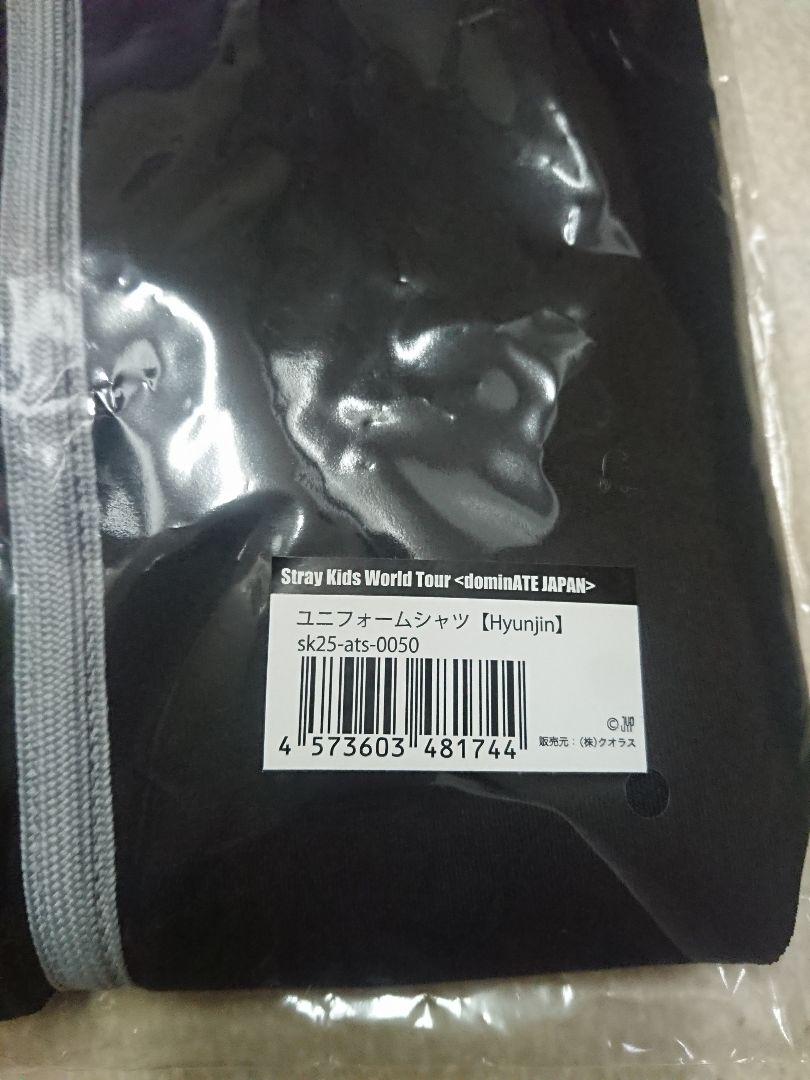 Stray Kids World Tour <dominATE JAPAN>
ユニフォームシャツ【Hyunjin】
sk25-ats-0050
4 573603 481744
© JYP
販売元：（株）クオラス